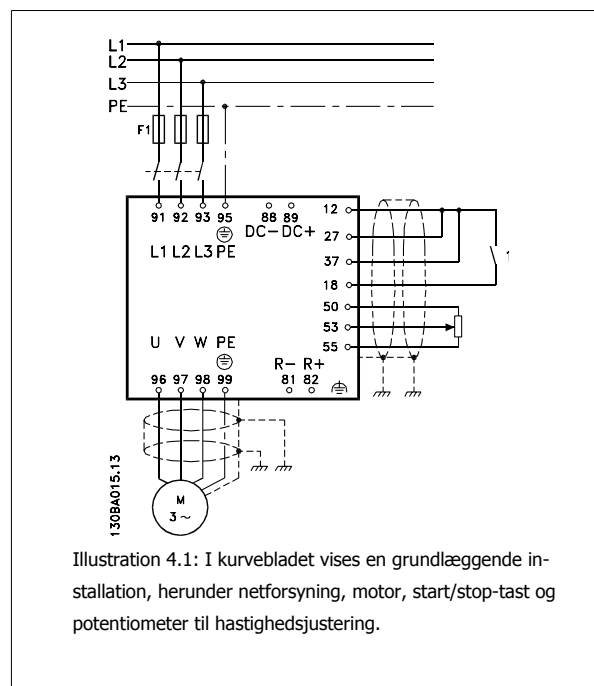 L1
L2
L3
PE
F1
91 92 93 95 88 89
DC- DC+
L1 L2 L3 PE
12
27
37
18
50
53
55
U V W PE
R- R+
96 97 98 99 81 82
M
3 ~
130BA015.13
Illustration 4.1: I kurvebladet vises en grundlæggende in-
stallation, herunder netforsyning, motor, start/stop-tast og
potentiometer til hastighedsjustering.